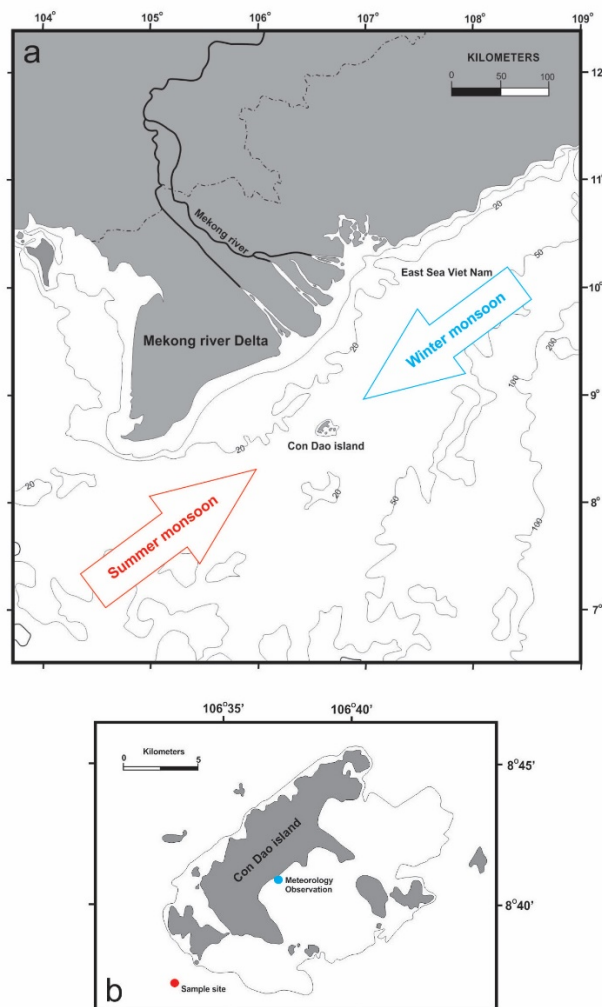 104° 105° 106° 107° 108° 109°
a
KILOMETERS
0 50 100
12°
11°
Mekong river
20
East Sea Viet Nam
50
10°
Winter monsoon
200
Mekong river Delta
20
100
9°
Con Dao island
20
20
20
50
8°
100
Summer monsoon
7°
106°35' 106°40'
Kilometers
0 5
8°45'
Con Dao island
Meteorology
Observation
8°40'
b
Sample site